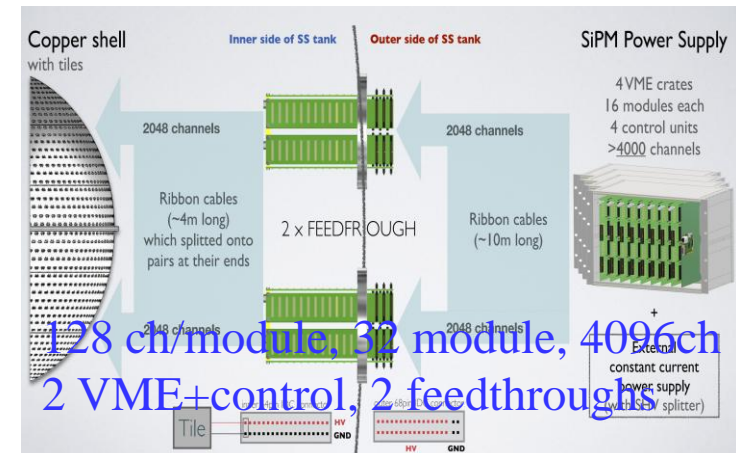 Copper shell
with tiles
Inner side of SS tank
Outer side of SS tank
SiPM Power Supply
4 VME crates
16 modules each
4 control units
>4000 channels
2048 channels
2048 channels
Ribbon cables
(~4m long)
which splitted onto
pairs at their ends
2 x FEEDFROUGH
Ribbon cables
(~10m long)
+
2048 channels
2048 channels
External
constant current
power supply
(with SHV splitter)
128 ch/module, 32 module, 4096ch
2 VME+control, 2 feedthroughs
Tile
HV
GND
HV
GND